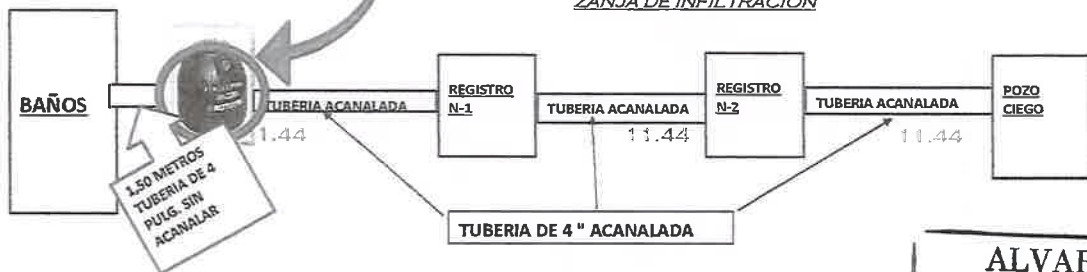 ZANJA DE INFILTRACION
BAÑOS
TUBERIA ACANALADA
1.44
REGISTRO
N-1
TUBERIA ACANALADA
11.44
REGISTRO
N-2
TUBERIA ACANALADA
11.44
POZO
CIEGO
1,50 METROS
TUBERIA DE 4
PULG. SIN
ACANALAR
TUBERIA DE 4 " ACANALADA